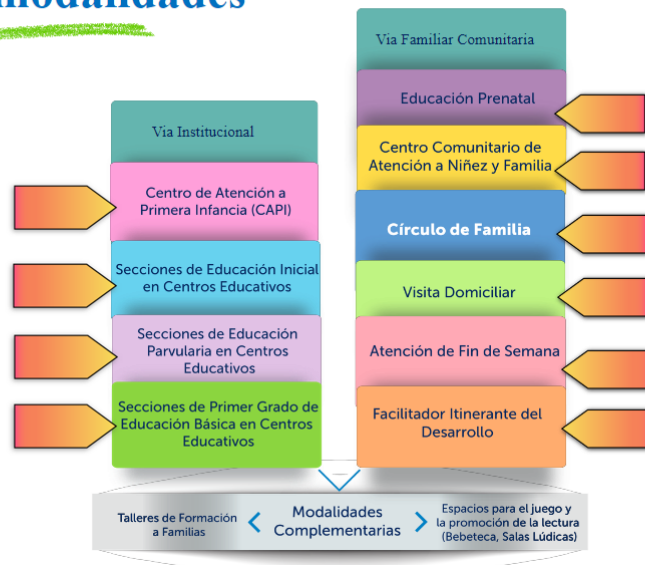 modalidades
Vía Institucional
Centro de Atención a
Primera Infancia (CAPI)
Secciones de Educación Inicial
en Centros Educativos
Secciones de Educación
Parvularia en Centros
Educativos
Secciones de Primer Grado de
Educación Básica en Centros
Educativos
Vía Familiar Comunitaria
Educación Prenatal
Centro Comunitario de
Atención a Niñez y Familia
Círculo de Familia
Visita Domiciliar
Atención de Fin de Semana
Facilitador Itinerante del
Desarrollo
Talleres de Formación
a Familias
Modalidades
Complementarias
Espacios para el juego y
la promoción de la lectura
(Bebeteca, Salas Lúdicas)